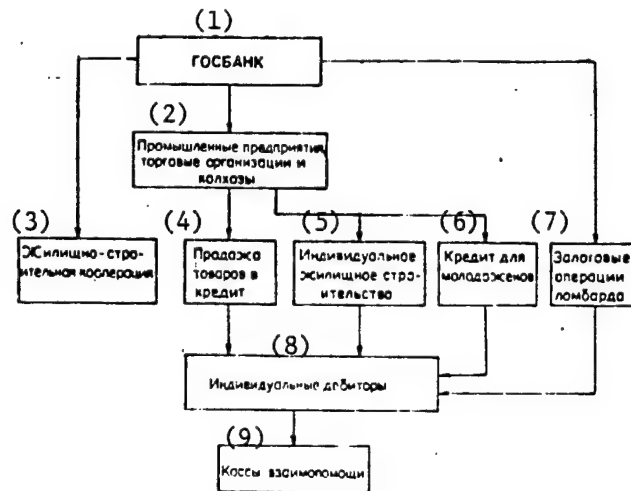 (1)
ГОСБАНК
(2)
Промышленные предприятия,
торговые организации и
колхозы
(3)
Жилищно-стро-
ительная кооперация
(4)
Продажа
товаров в
кредит
(5)
Индивидуальное
жилищное стро-
ительство
(6)
Кредит для
молодоженов
(7)
Залоговые
операции
ломбарда
(8)
Индивидуальные дебиторы
(9)
Кассы взаимопомощи